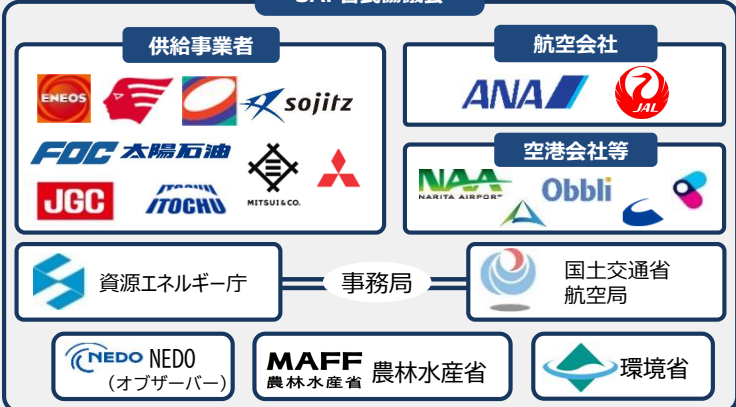 供給事業者
航空会社
ENEOS
sojitz
ANA
JAL
FOC 太陽石油
空港会社等
NAA
NARITA AIRPORT
Obbli
JGC
ITOCHU
MITSUI&CO.
資源エネルギー庁
事務局
国土交通省
航空局
NEDO NEDO
(オブザーバー)
MAFF
農林水産省 農林水産省
環境省